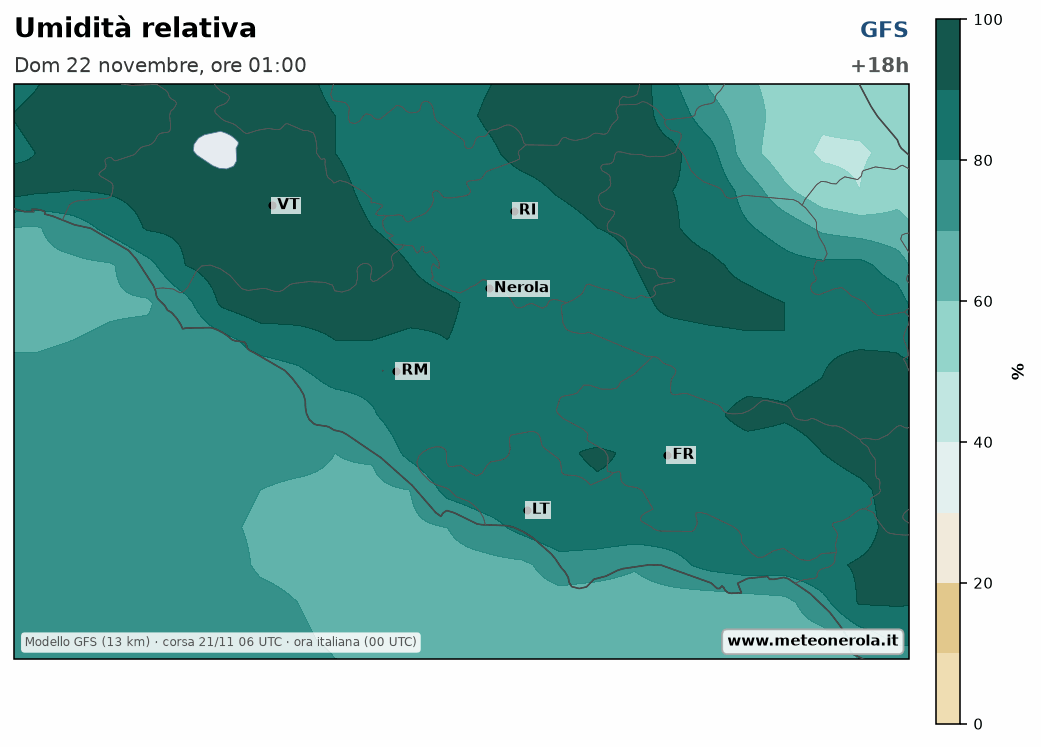 Umidità relativa
GFS
Dom 22 novembre, ore 01:00
+18h
100
80
60
40
20
0
%
VT
RI
Nerola
RM
FR
LT
Modello GFS (13 km) · corsa 21/11 06 UTC · ora italiana (00 UTC)
www.meteonerola.it